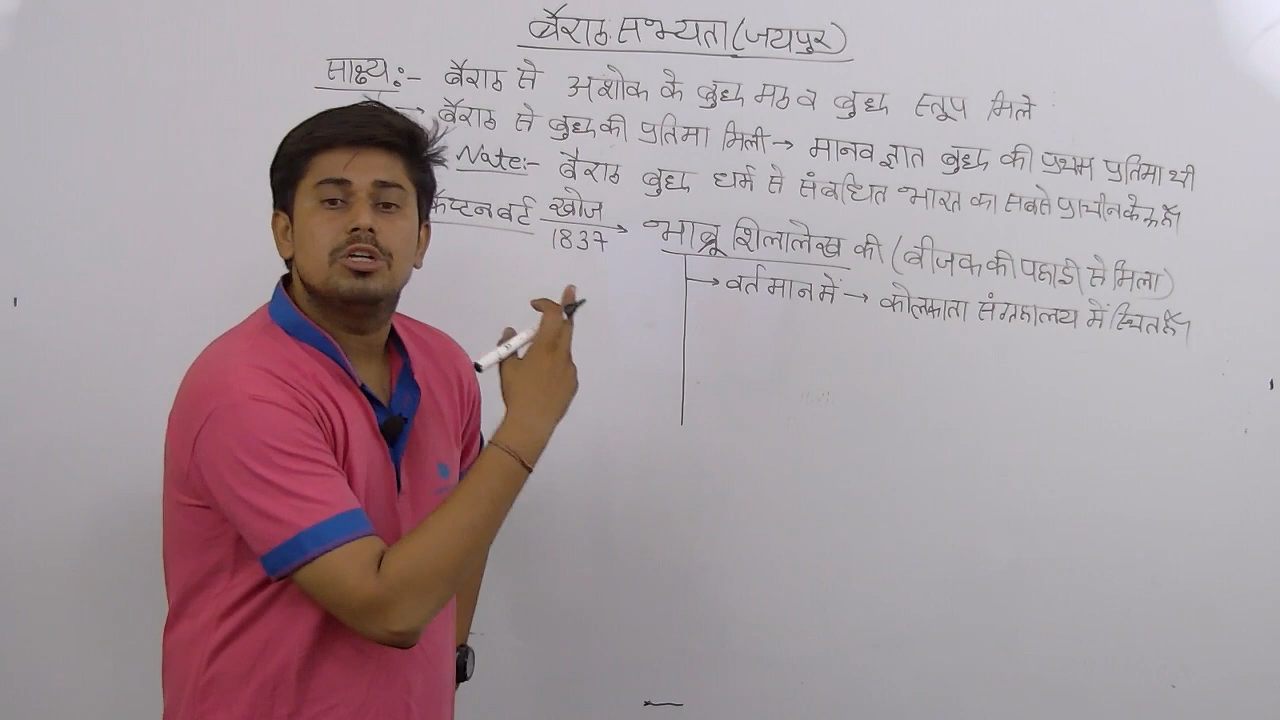 बैराठ सभ्यता (जयपुर)
साक्ष्य :- बैराठ से अशोक के बुद्ध मठ व बुद्ध स्तूप मिले
→ बैराठ से बुद्ध की प्रतिमा मिली → मानव ज्ञात बुद्ध की प्रथम प्रतिमा थी
Note:- बैराठ बुद्ध धर्म से संबधित भारत का सबसे प्राचीन केन्द्र है।
कैप्टन बर्ट खोज 1837 → भाब्रू शिलालेख की (बीजक की पहाडी से मिला)
→ वर्तमान में → कोलकाता संग्रहालय में स्थित है।